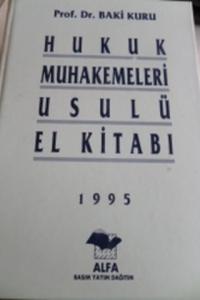 Prof. Dr. BAKİ KURU
HUKUK
MUHAKEMELERİ
USULÜ
EL KİTABI
1995
ALFA
BASIM YAYIM DAĞITIM